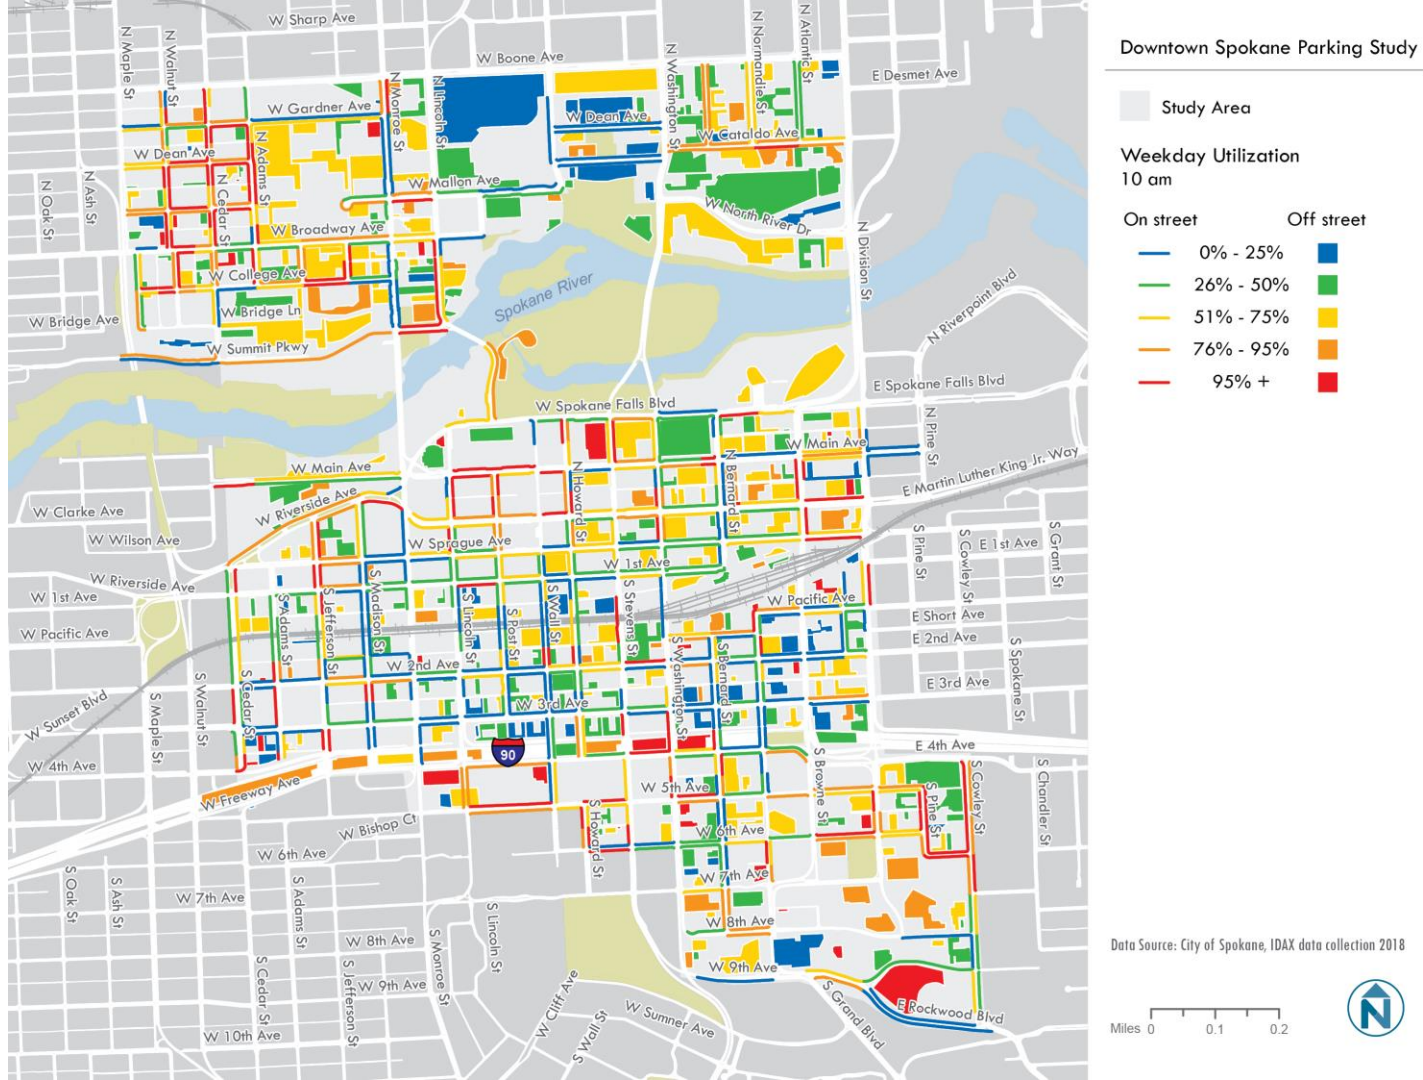 Downtown Spokane Parking Study
Study Area
Weekday Utilization
10 am
On street
Off street
0% - 25%
26% - 50%
51% - 75%
76% - 95%
95% +
Data Source: City of Spokane, IDAX data collection 2018
Miles 0 0.1 0.2
N
W Sharp Ave
W Boone Ave
E Desmet Ave
N Maple St
N Walnut St
N Monroe St
N Lincoln St
N Washington St
N Normandie St
N Atlantic St
W Gardner Ave
W Dean Ave
W Cataldo Ave
W Dean Ave
N Adams St
N Oak St
N Ash St
N Cedar St
W Mallon Ave
W North River Dr
W Broadway Ave
N Division St
W College Ave
Spokane River
N Riverpoint Blvd
W Bridge Ave
W Bridge Ln
W Summit Pkwy
E Spokane Falls Blvd
W Spokane Falls Blvd
N Pine St
W Main Ave
W Main Ave
N Howard St
N Bernard St
E Martin Luther King Jr. Way
W Riverside Ave
W Clarke Ave
W Wilson Ave
W Sprague Ave
S Pine St
S Cowley St
E 1st Ave
S Grant St
W 1st Ave
W Riverside Ave
W 1st Ave
W Pacific Ave
W Pacific Ave
S Adams St
S Jefferson St
S Madison St
S Lincoln St
S Post St
S Wall St
S Stevens St
E Short Ave
E 2nd Ave
S Washington St
S Bernard St
S Spokane St
W 2nd Ave
E 3rd Ave
W Sunset Blvd
S Maple St
S Walnut St
S Cedar St
W 3rd Ave
90
E 4th Ave
W 4th Ave
S Browne St
S Pine St
S Cowley St
S Chandler St
W Freeway Ave
W 5th Ave
W Bishop Ct
S Howard St
W 6th Ave
W 6th Ave
W 7th Ave
S Oak St
S Ash St
W 7th Ave
S Adams St
S Lincoln St
W 8th Ave
W 8th Ave
S Monroe St
S Cedar St
S Jefferson St
W 9th Ave
W 9th Ave
W Cliff Ave
S Wall St
W Sumner Ave
S Grand Blvd
E Rockwood Blvd
W 10th Ave